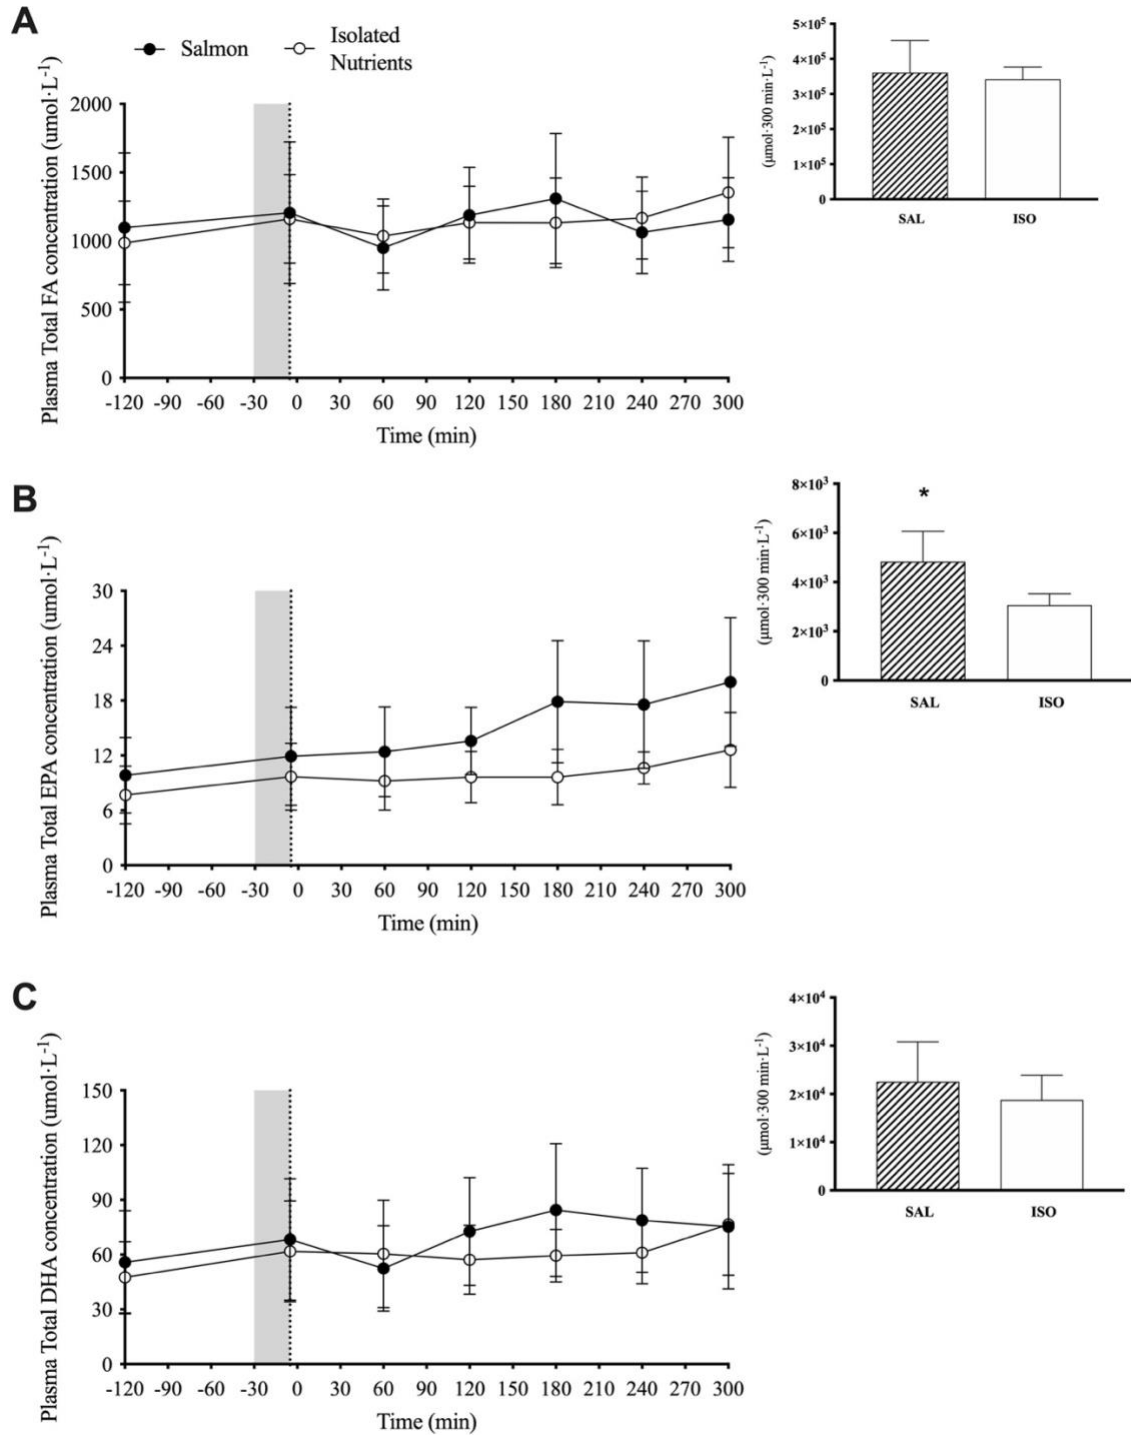 A
Salmon
Isolated
Nutrients
Plasma Total FA concentration (umol·L⁻¹)
2000
1500
1000
500
0
-120 -90 -60 -30 0 30 60 90 120 150 180 210 240 270 300
Time (min)
(µmol·300 min·L⁻¹)
5×10⁵
4×10⁵
3×10⁵
2×10⁵
1×10⁵
0
SAL ISO
B
Plasma Total EPA concentration (umol·L⁻¹)
30
24
18
12
6
0
-120 -90 -60 -30 0 30 60 90 120 150 180 210 240 270 300
Time (min)
(µmol·300 min·L⁻¹)
8×10³
6×10³
4×10³
2×10³
0
*
SAL ISO
C
Plasma Total DHA concentration (umol·L⁻¹)
150
120
90
60
30
0
-120 -90 -60 -30 0 30 60 90 120 150 180 210 240 270 300
Time (min)
(µmol·300 min·L⁻¹)
4×10⁴
3×10⁴
2×10⁴
1×10⁴
0
SAL ISO